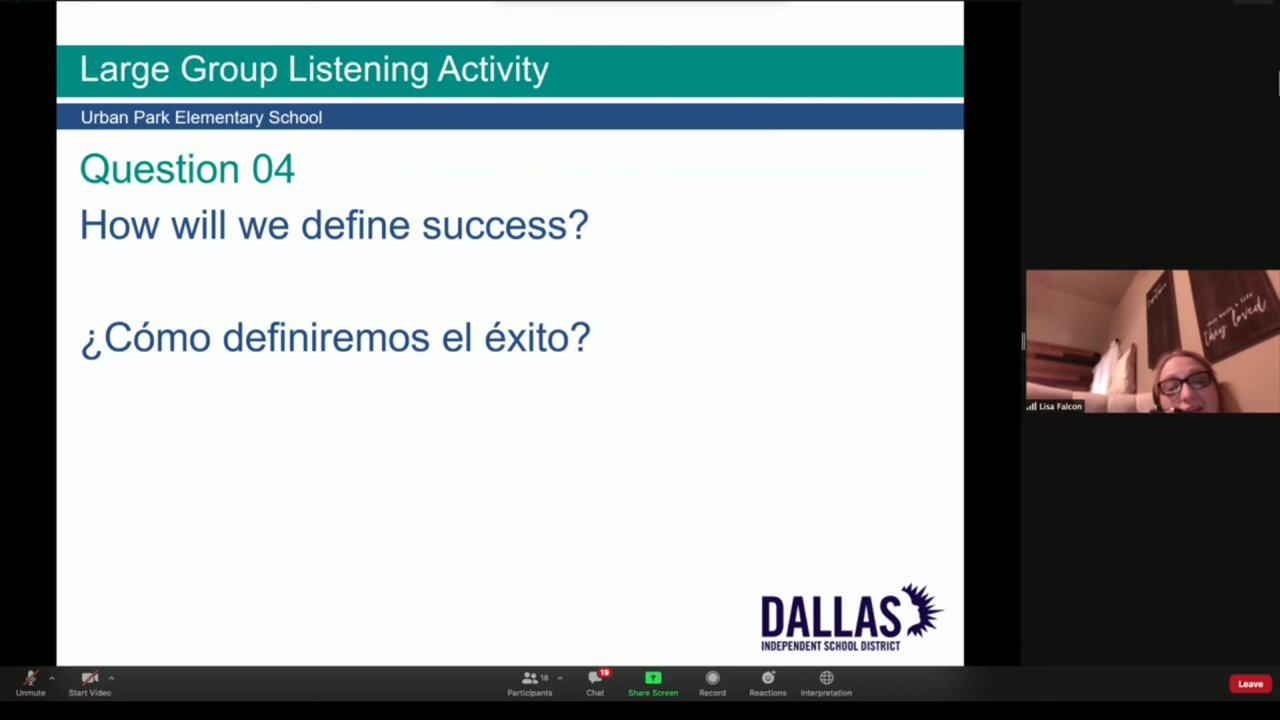 Large Group Listening Activity
Urban Park Elementary School
Question 04
How will we define success?
¿Cómo definiremos el éxito?
they loved
Lisa Falcon
DALLAS
INDEPENDENT SCHOOL DISTRICT
Unmute
Start Video
18
Participants
19
Chat
Share Screen
Record
Reactions
Interpretation
Leave